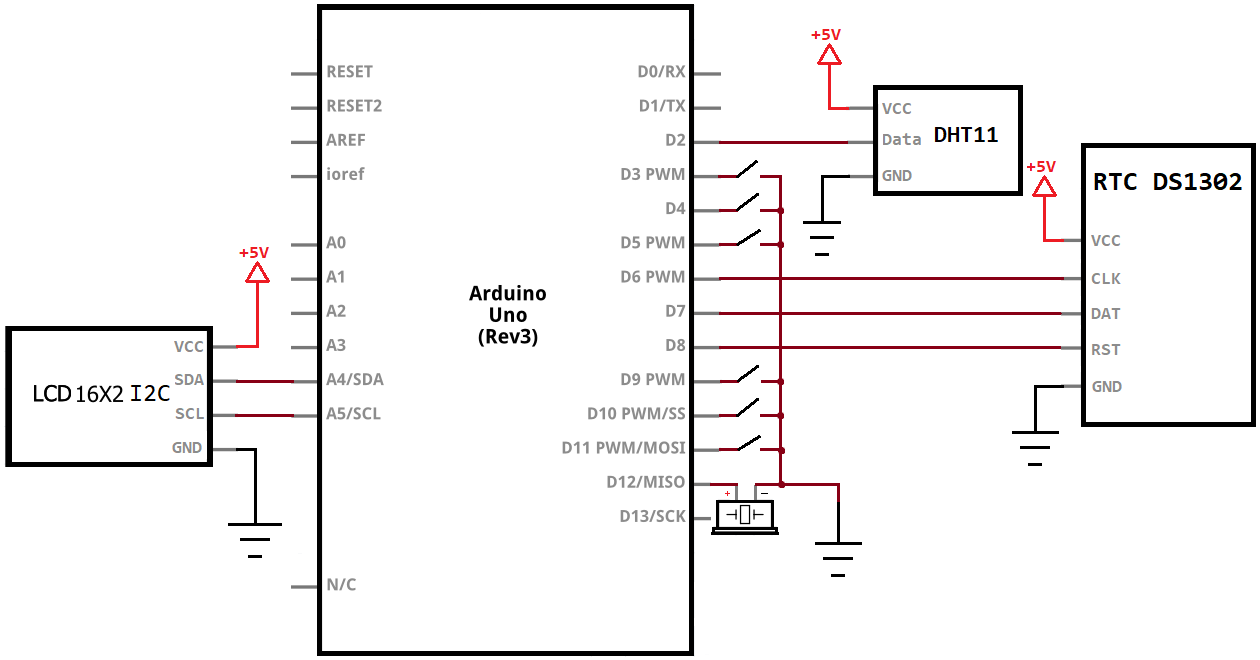 RESET
RESET2
AREF
ioref
A0
A1
A2
A3
A4/SDA
A5/SCL
N/C
Arduino
Uno
(Rev3)
D0/RX
D1/TX
D2
D3 PWM
D4
D5 PWM
D6 PWM
D7
D8
D9 PWM
D10 PWM/SS
D11 PWM/MOSI
D12/MISO
D13/SCK
+5V
LCD 16X2 I2C
VCC
SDA
SCL
GND
+5V
VCC
Data
GND
DHT11
+5V
RTC DS1302
VCC
CLK
DAT
RST
GND
+ −